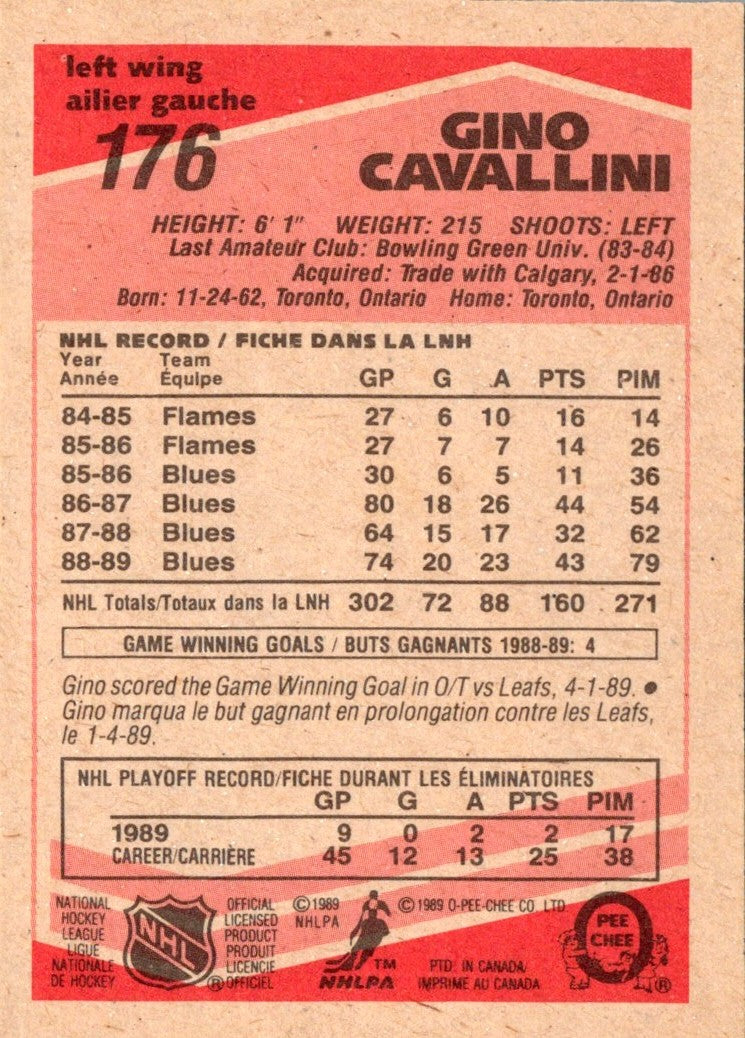 left wing
ailier gauche
176
GINO
CAVALLINI
HEIGHT: 6' 1" WEIGHT: 215 SHOOTS: LEFT
Last Amateur Club: Bowling Green Univ. (83-84)
Acquired: Trade with Calgary, 2-1-86
Born: 11-24-62, Toronto, Ontario Home: Toronto, Ontario
NHL RECORD / FICHE DANS LA LNH
Year Team
Année Équipe GP G A PTS PIM
84-85 Flames 27 6 10 16 14
85-86 Flames 27 7 7 14 26
85-86 Blues 30 6 5 11 36
86-87 Blues 80 18 26 44 54
87-88 Blues 64 15 17 32 62
88-89 Blues 74 20 23 43 79
NHL Totals/Totaux dans la LNH 302 72 88 160 271
GAME WINNING GOALS / BUTS GAGNANTS 1988-89: 4
Gino scored the Game Winning Goal in O/T vs Leafs, 4-1-89. ●
Gino marqua le but gagnant en prolongation contre les Leafs,
le 1-4-89.
NHL PLAYOFF RECORD/FICHE DURANT LES ÉLIMINATOIRES
GP G A PTS PIM
1989 9 0 2 2 17
CAREER/CARRIÈRE 45 12 13 25 38
NATIONAL
HOCKEY
LEAGUE
LIGUE
NATIONALE
DE HOCKEY
NHL
®
OFFICIAL
LICENSED
PRODUCT
PRODUIT
LICENCIE
OFFICIEL
© 1989
NHLPA
TM
NHLPA
© 1989 O-PEE-CHEE CO. LTD
PTD. IN CANADA
IMPRIME AU CANADA
O
PEE
CHEE
®